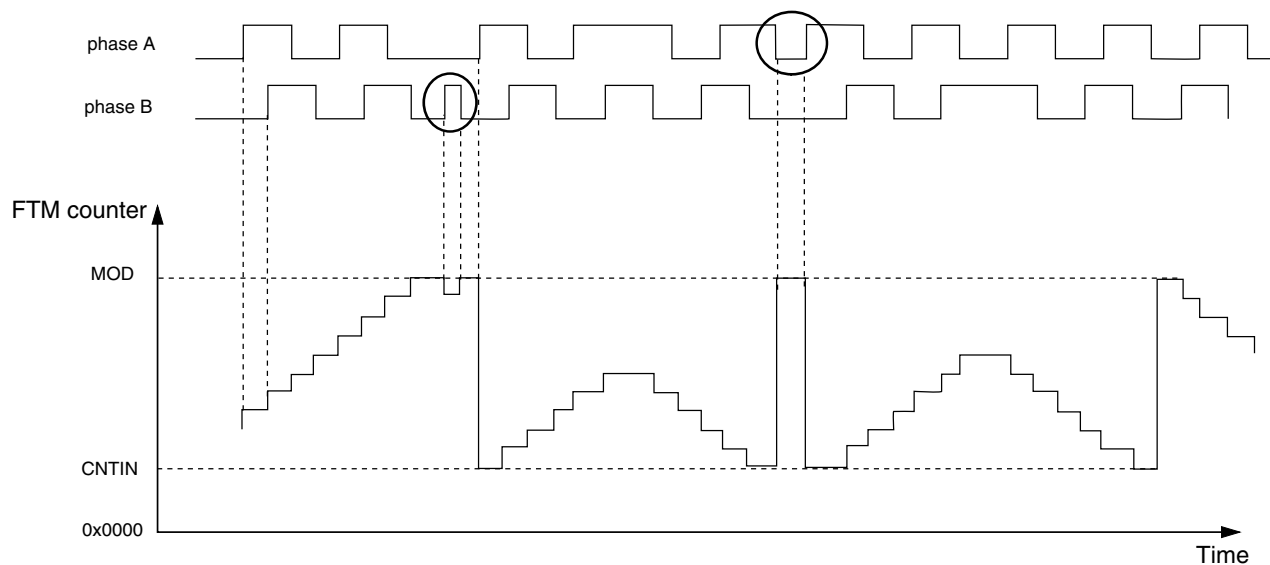 phase A
phase B
FTM counter
MOD
CNTIN
0x0000
Time